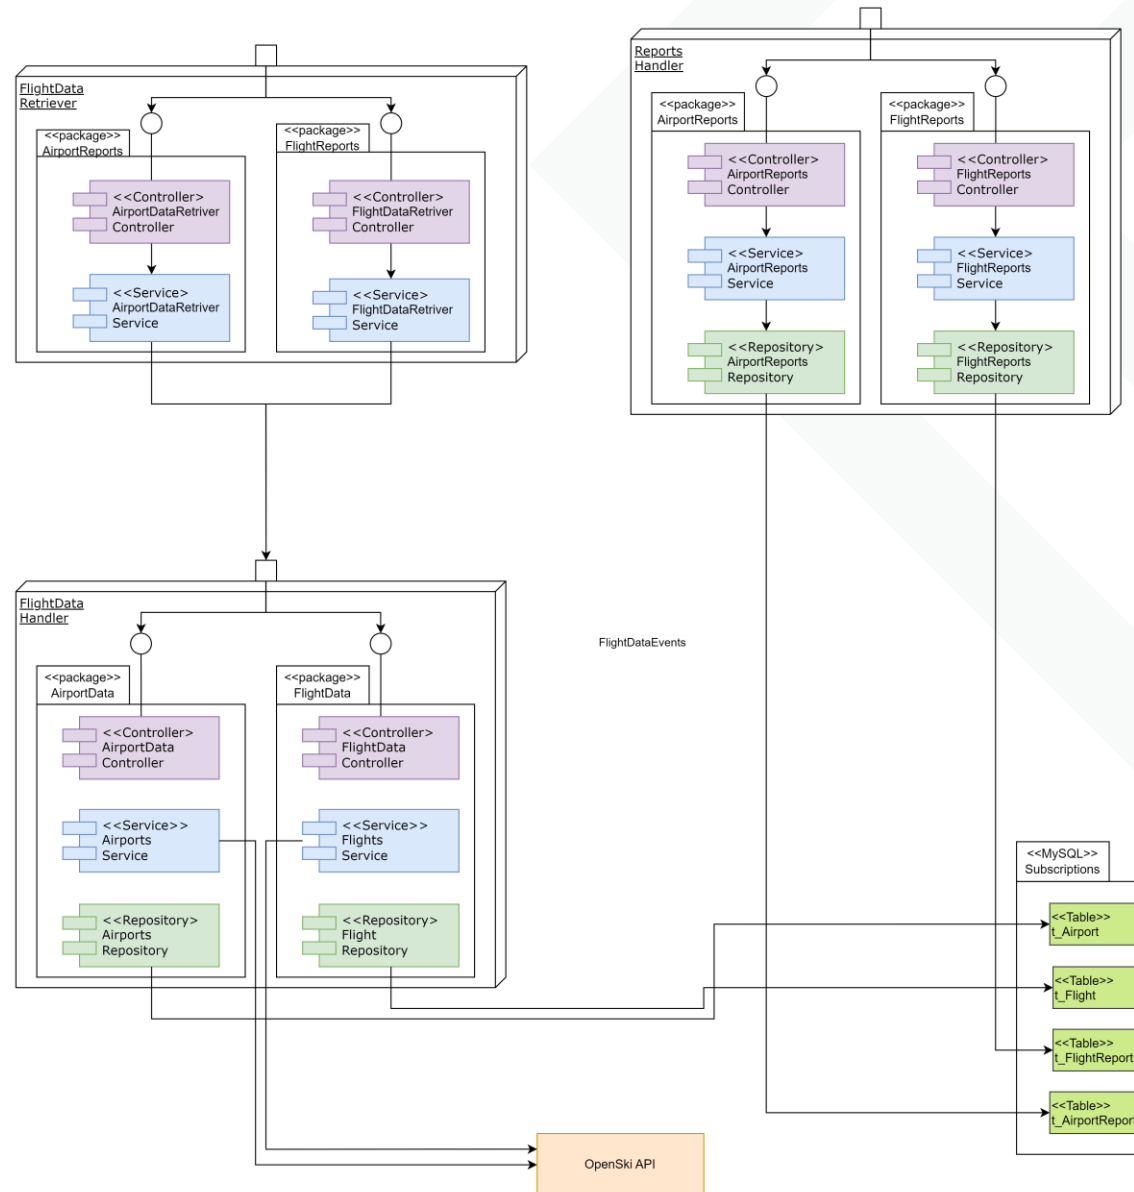 FlightData
Retriever
<<package>>
AirportReports
<<package>>
FlightReports
<<Controller>
AirportDataRetriver
Controller
<<Controller>
FlightDataRetriver
Controller
<<Service>
AirportDataRetriver
Service
<<Service>
FlightDataRetriver
Service
Reports
Handler
<<package>>
AirportReports
<<package>>
FlightReports
<<Controller>
AirportReports
Controller
<<Controller>
FlightReports
Controller
<<Service>
AirportReports
Service
<<Service>
FlightReports
Service
<<Repository>
AirportReports
Repository
<<Repository>
FlightReports
Repository
FlightData
Handler
<<package>>
AirportData
<<package>>
FlightData
<<Controller>
AirportData
Controller
<<Controller>
FlightData
Controller
<<Service>>
Airports
Service
<<Service>>
Flights
Service
<<Repository>
Airports
Repository
<<Repository>
Flight
Repository
FlightDataEvents
<<MySQL>>
Subscriptions
<<Table>>
t_Airport
<<Table>>
t_Flight
<<Table>>
t_FlightReport
<<Table>>
t_AirportReport
OpenSki API